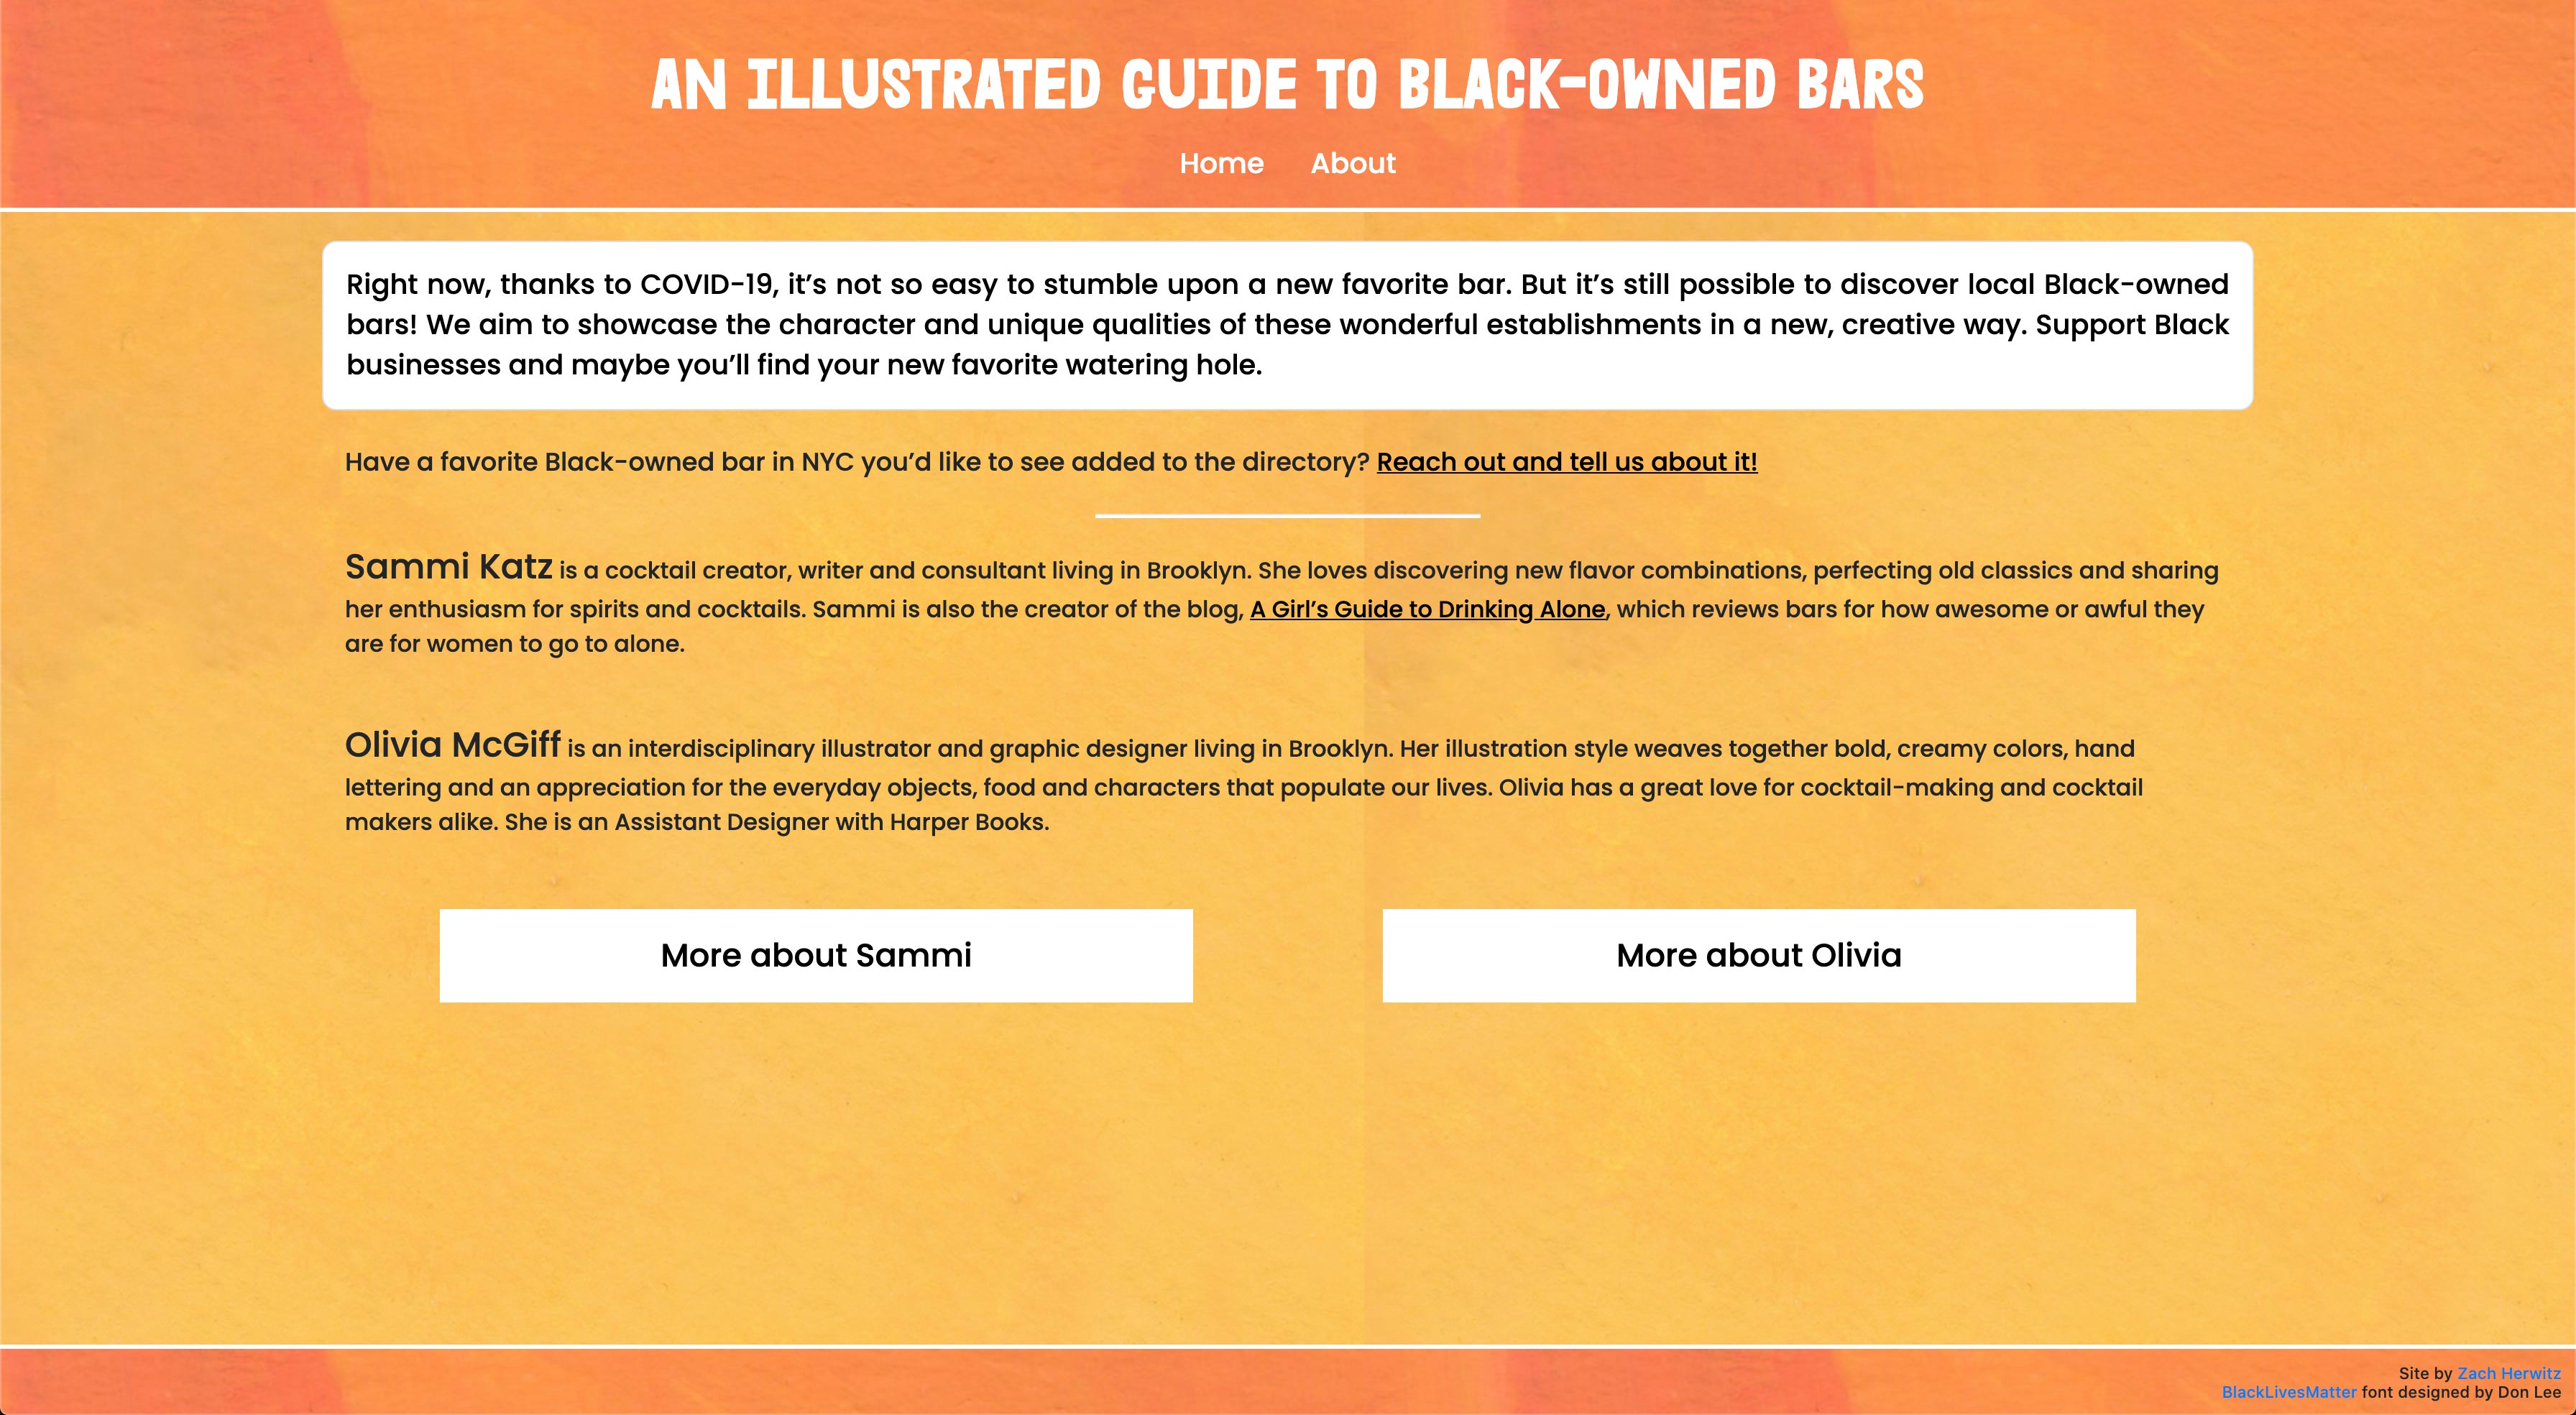 AN ILLUSTRATED GUIDE TO BLACK-OWNED BARS
Home About
Right now, thanks to COVID-19, it’s not so easy to stumble upon a new favorite bar. But it’s still possible to discover local Black-owned
bars! We aim to showcase the character and unique qualities of these wonderful establishments in a new, creative way. Support Black
businesses and maybe you’ll find your new favorite watering hole.
Have a favorite Black-owned bar in NYC you’d like to see added to the directory? Reach out and tell us about it!
Sammi Katz is a cocktail creator, writer and consultant living in Brooklyn. She loves discovering new flavor combinations, perfecting old classics and sharing
her enthusiasm for spirits and cocktails. Sammi is also the creator of the blog, A Girl’s Guide to Drinking Alone, which reviews bars for how awesome or awful they
are for women to go to alone.
Olivia McGiff is an interdisciplinary illustrator and graphic designer living in Brooklyn. Her illustration style weaves together bold, creamy colors, hand
lettering and an appreciation for the everyday objects, food and characters that populate our lives. Olivia has a great love for cocktail-making and cocktail
makers alike. She is an Assistant Designer with Harper Books.
More about Sammi
More about Olivia
Site by Zach Herwitz
BlackLivesMatter font designed by Don Lee